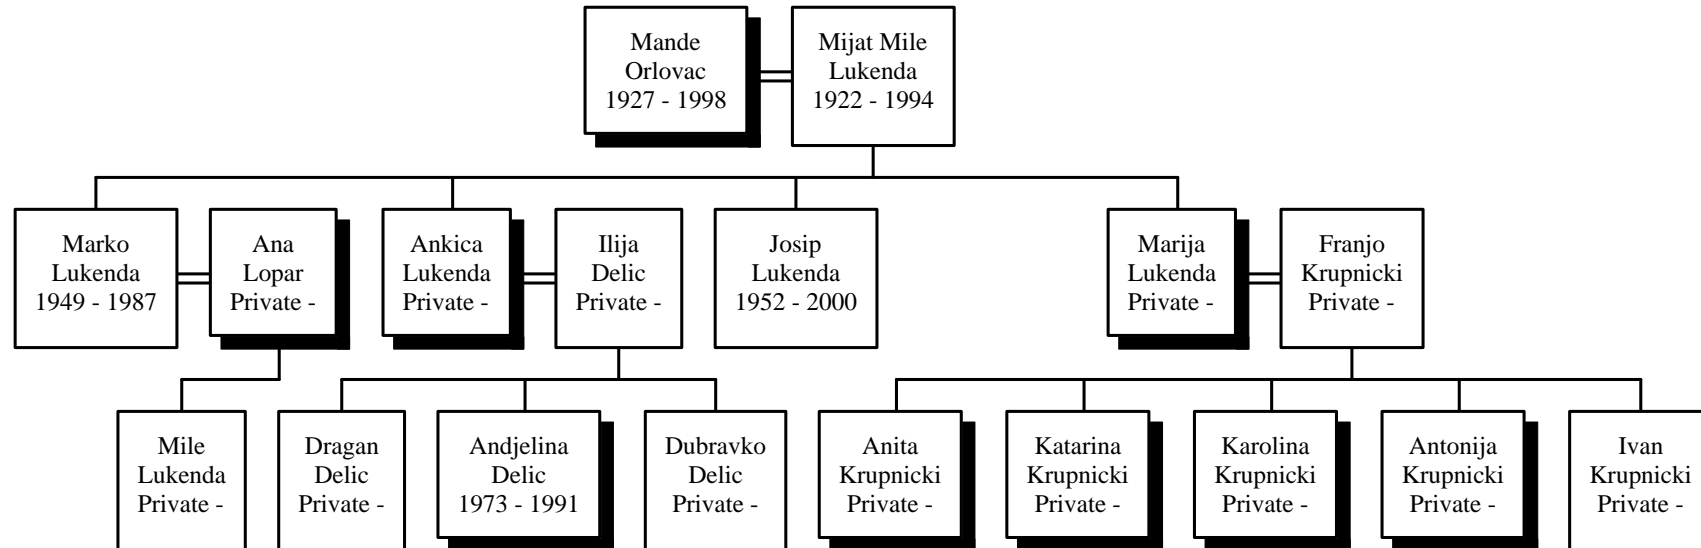 Mande
Orlovac
1927 - 1998
Mijat Mile
Lukenda
1922 - 1994
Marko
Lukenda
1949 - 1987
Ana
Lopar
Private -
Ankica
Lukenda
Private -
Ilija
Delic
Private -
Josip
Lukenda
1952 - 2000
Marija
Lukenda
Private -
Franjo
Krupnicki
Private -
Mile
Lukenda
Private -
Dragan
Delic
Private -
Andjelina
Delic
1973 - 1991
Dubravko
Delic
Private -
Anita
Krupnicki
Private -
Katarina
Krupnicki
Private -
Karolina
Krupnicki
Private -
Antonija
Krupnicki
Private -
Ivan
Krupnicki
Private -